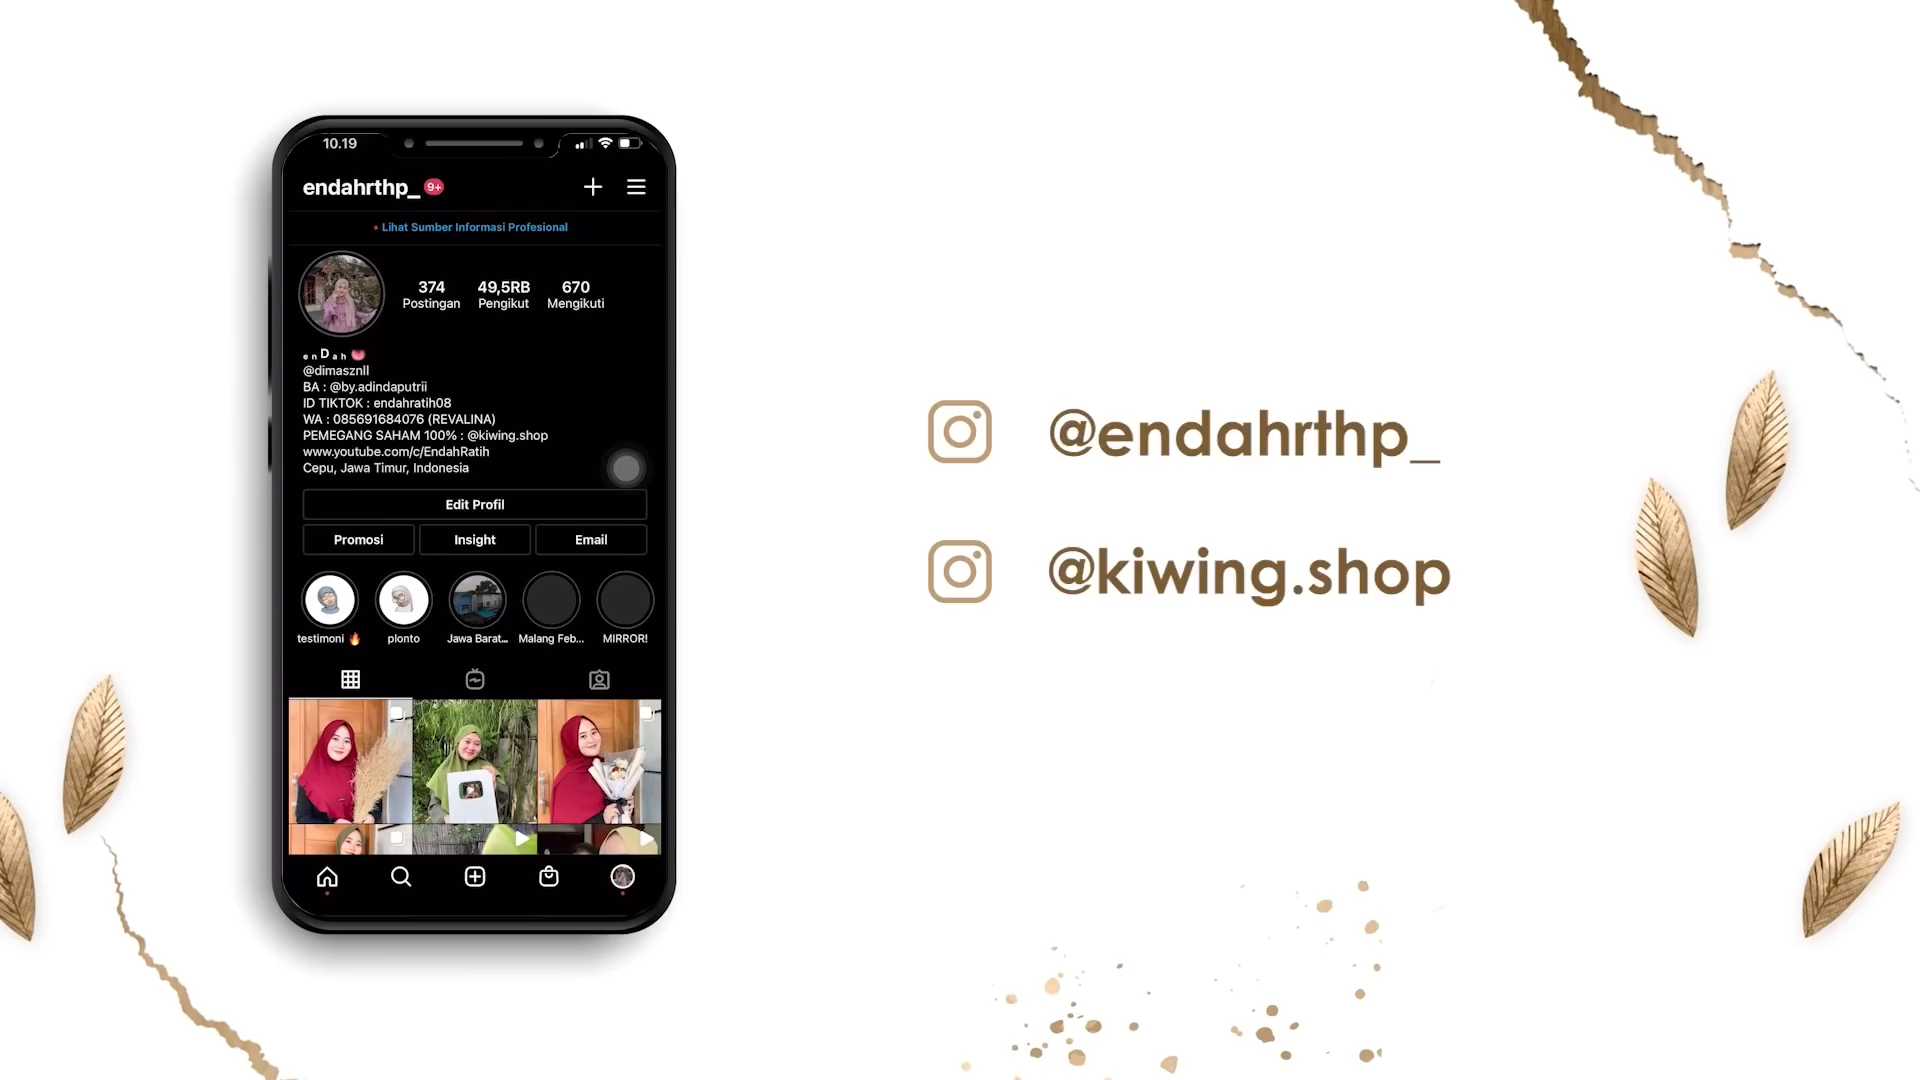 10.19
endahrthp_ 9+
Lihat Sumber Informasi Profesional
374 49,5RB 670
Postingan Pengikut Mengikuti
ₑ ₙ D ₐ ₕ
@dimasznll
BA : @by.adindaputrii
ID TIKTOK : endahratih08
WA : 085691684076 (REVALINA)
PEMEGANG SAHAM 100% : @kiwing.shop
www.youtube.com/c/EndahRatih
Cepu, Jawa Timur, Indonesia
Edit Profil
Promosi Insight Email
testimoni 🔥 plonto Jawa Barat... Malang Feb... MIRROR!
@endahrthp_
@kiwing.shop